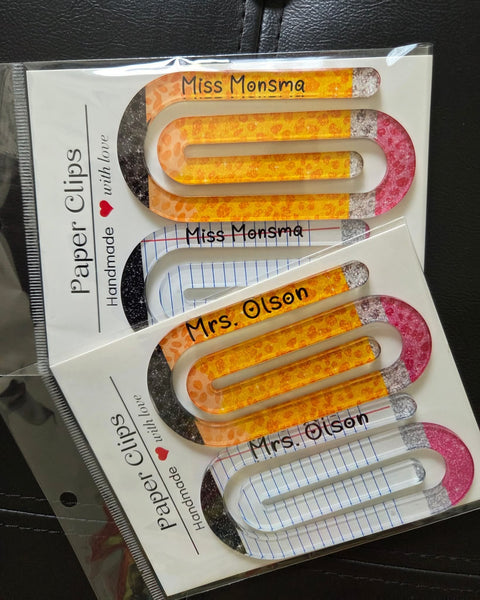 Paper Clips
Handmade ❤ with love
Miss Monsma
Miss Monsma
Paper Clips
Handmade ❤ with love
Mrs. Olson
Mrs. Olson